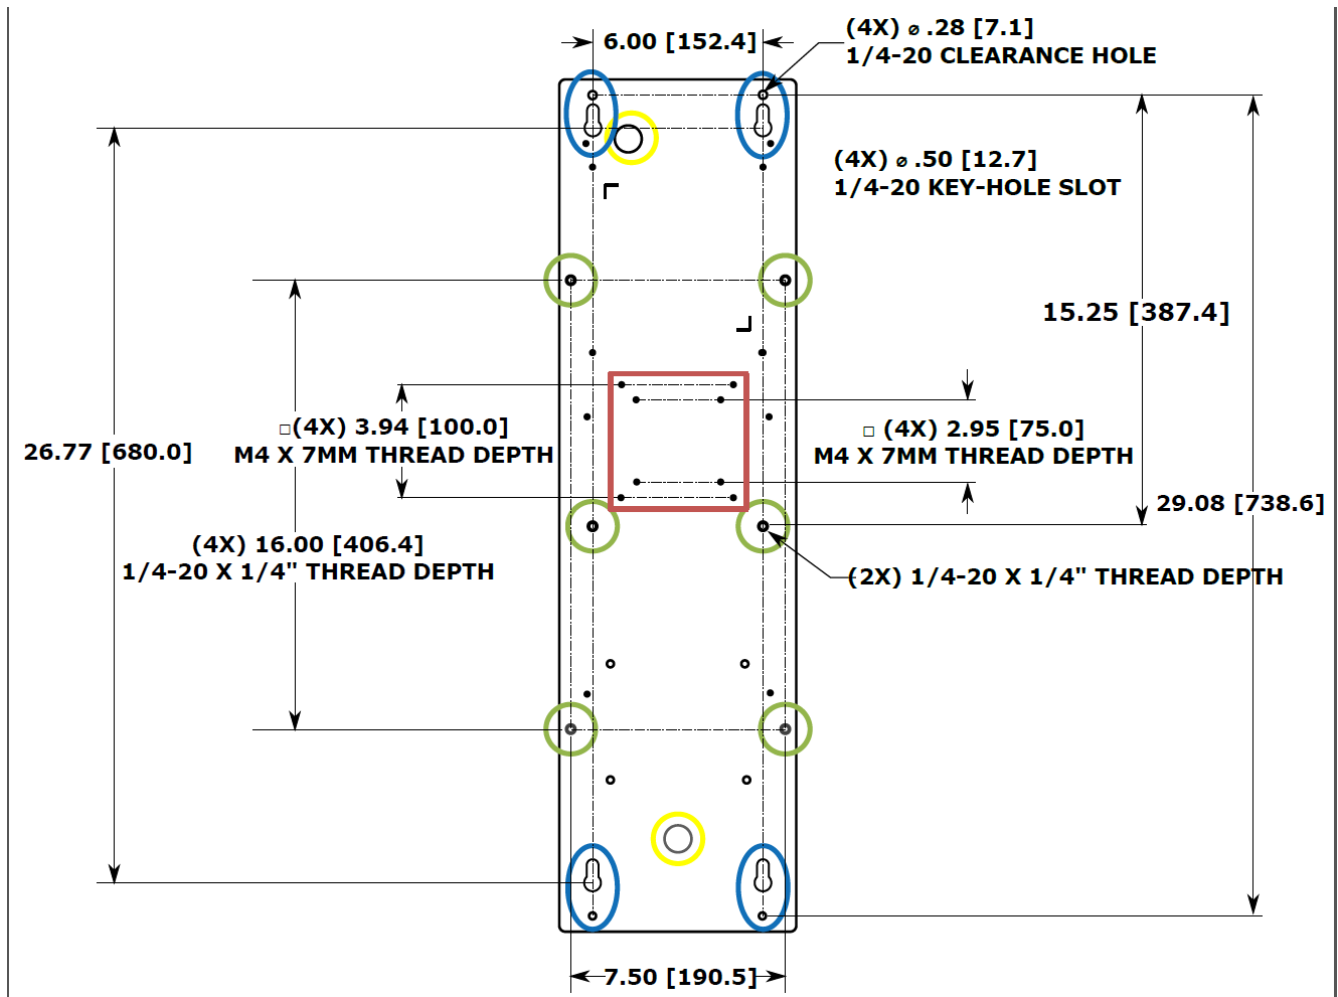 6.00 [152.4]
(4X) ⌀ .28 [7.1]
1/4-20 CLEARANCE HOLE
(4X) ⌀ .50 [12.7]
1/4-20 KEY-HOLE SLOT
15.25 [387.4]
□(4X) 3.94 [100.0]
M4 X 7MM THREAD DEPTH
□ (4X) 2.95 [75.0]
M4 X 7MM THREAD DEPTH
26.77 [680.0]
29.08 [738.6]
(4X) 16.00 [406.4]
1/4-20 X 1/4" THREAD DEPTH
(2X) 1/4-20 X 1/4" THREAD DEPTH
7.50 [190.5]